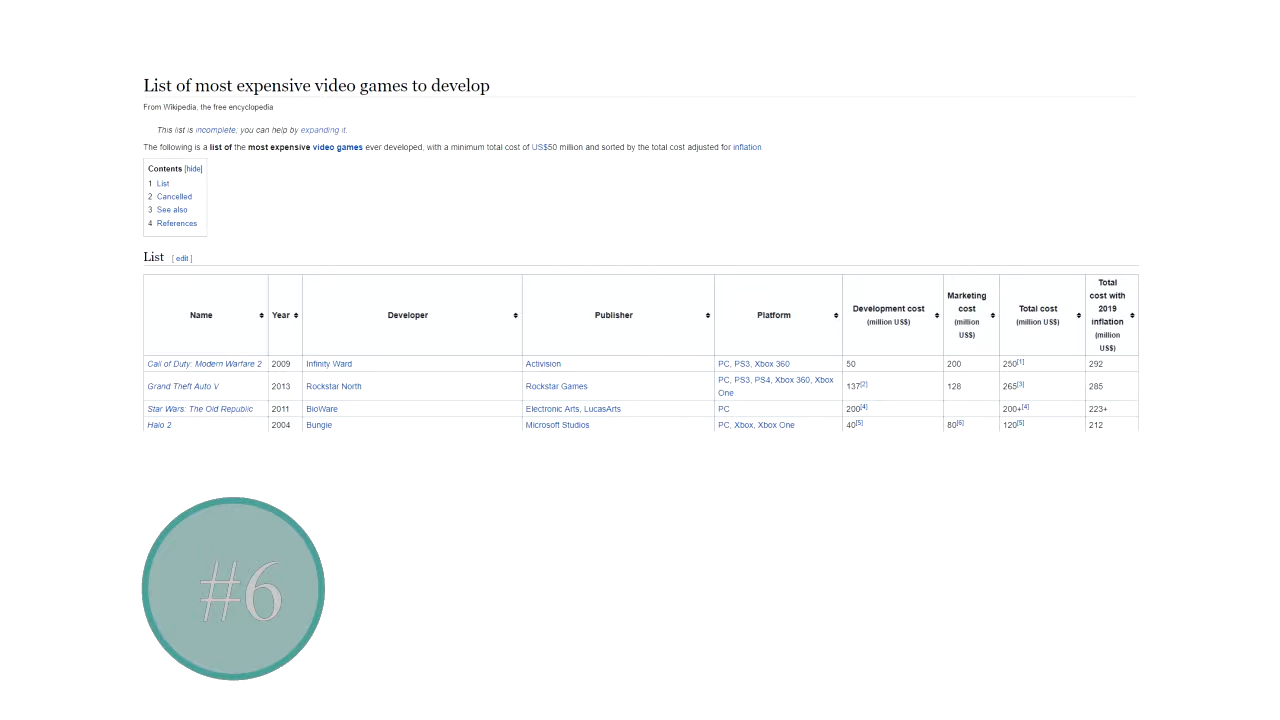 List of most expensive video games to develop
From Wikipedia, the free encyclopedia
This list is incomplete; you can help by expanding it.
The following is a list of the most expensive video games ever developed, with a minimum total cost of US$50 million and sorted by the total cost adjusted for inflation
Contents [hide]
1 List
2 Cancelled
3 See also
4 References
List [ edit ]
Name Year Developer Publisher Platform Development cost (million US$) Marketing cost (million US$) Total cost (million US$) Total cost with 2019 inflation (million US$)
Call of Duty: Modern Warfare 2 2009 Infinity Ward Activision PC, PS3, Xbox 360 50 200 250[1] 292
Grand Theft Auto V 2013 Rockstar North Rockstar Games PC, PS3, PS4, Xbox 360, Xbox One 137[2] 128 265[3] 285
Star Wars: The Old Republic 2011 BioWare Electronic Arts, LucasArts PC 200[4] 200+[4] 223+
Halo 2 2004 Bungie Microsoft Studios PC, Xbox, Xbox One 40[5] 80[6] 120[5] 212
#6